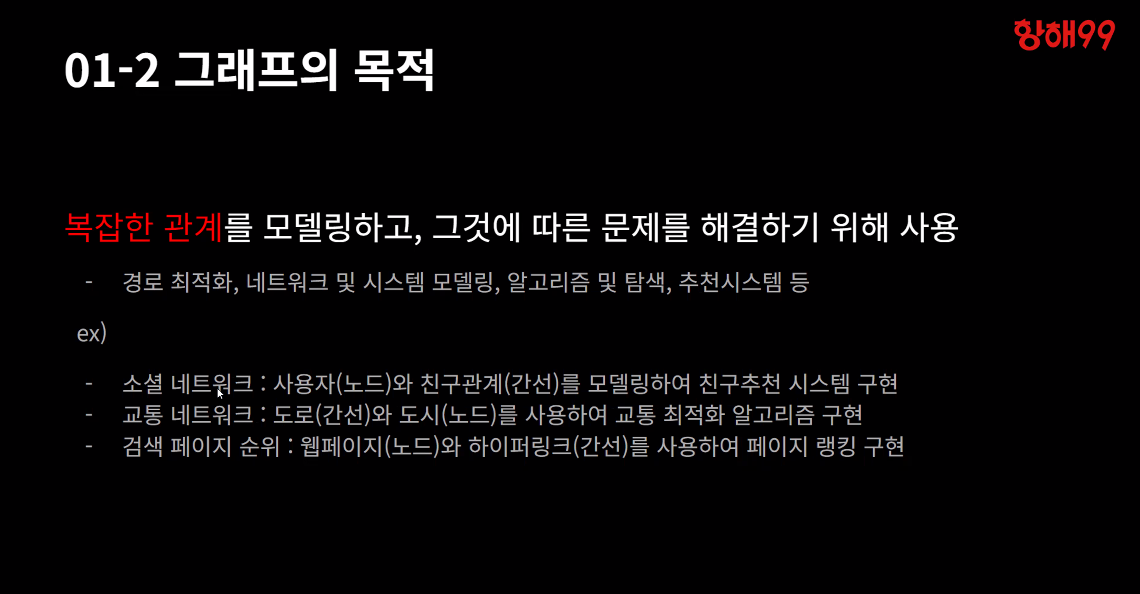 항해99
01-2 그래프의 목적
복잡한 관계를 모델링하고, 그것에 따른 문제를 해결하기 위해 사용
- 경로 최적화, 네트워크 및 시스템 모델링, 알고리즘 및 탐색, 추천시스템 등
ex)
- 소셜 네트워크 : 사용자(노드)와 친구관계(간선)를 모델링하여 친구추천 시스템 구현
- 교통 네트워크 : 도로(간선)와 도시(노드)를 사용하여 교통 최적화 알고리즘 구현
- 검색 페이지 순위 : 웹페이지(노드)와 하이퍼링크(간선)를 사용하여 페이지 랭킹 구현